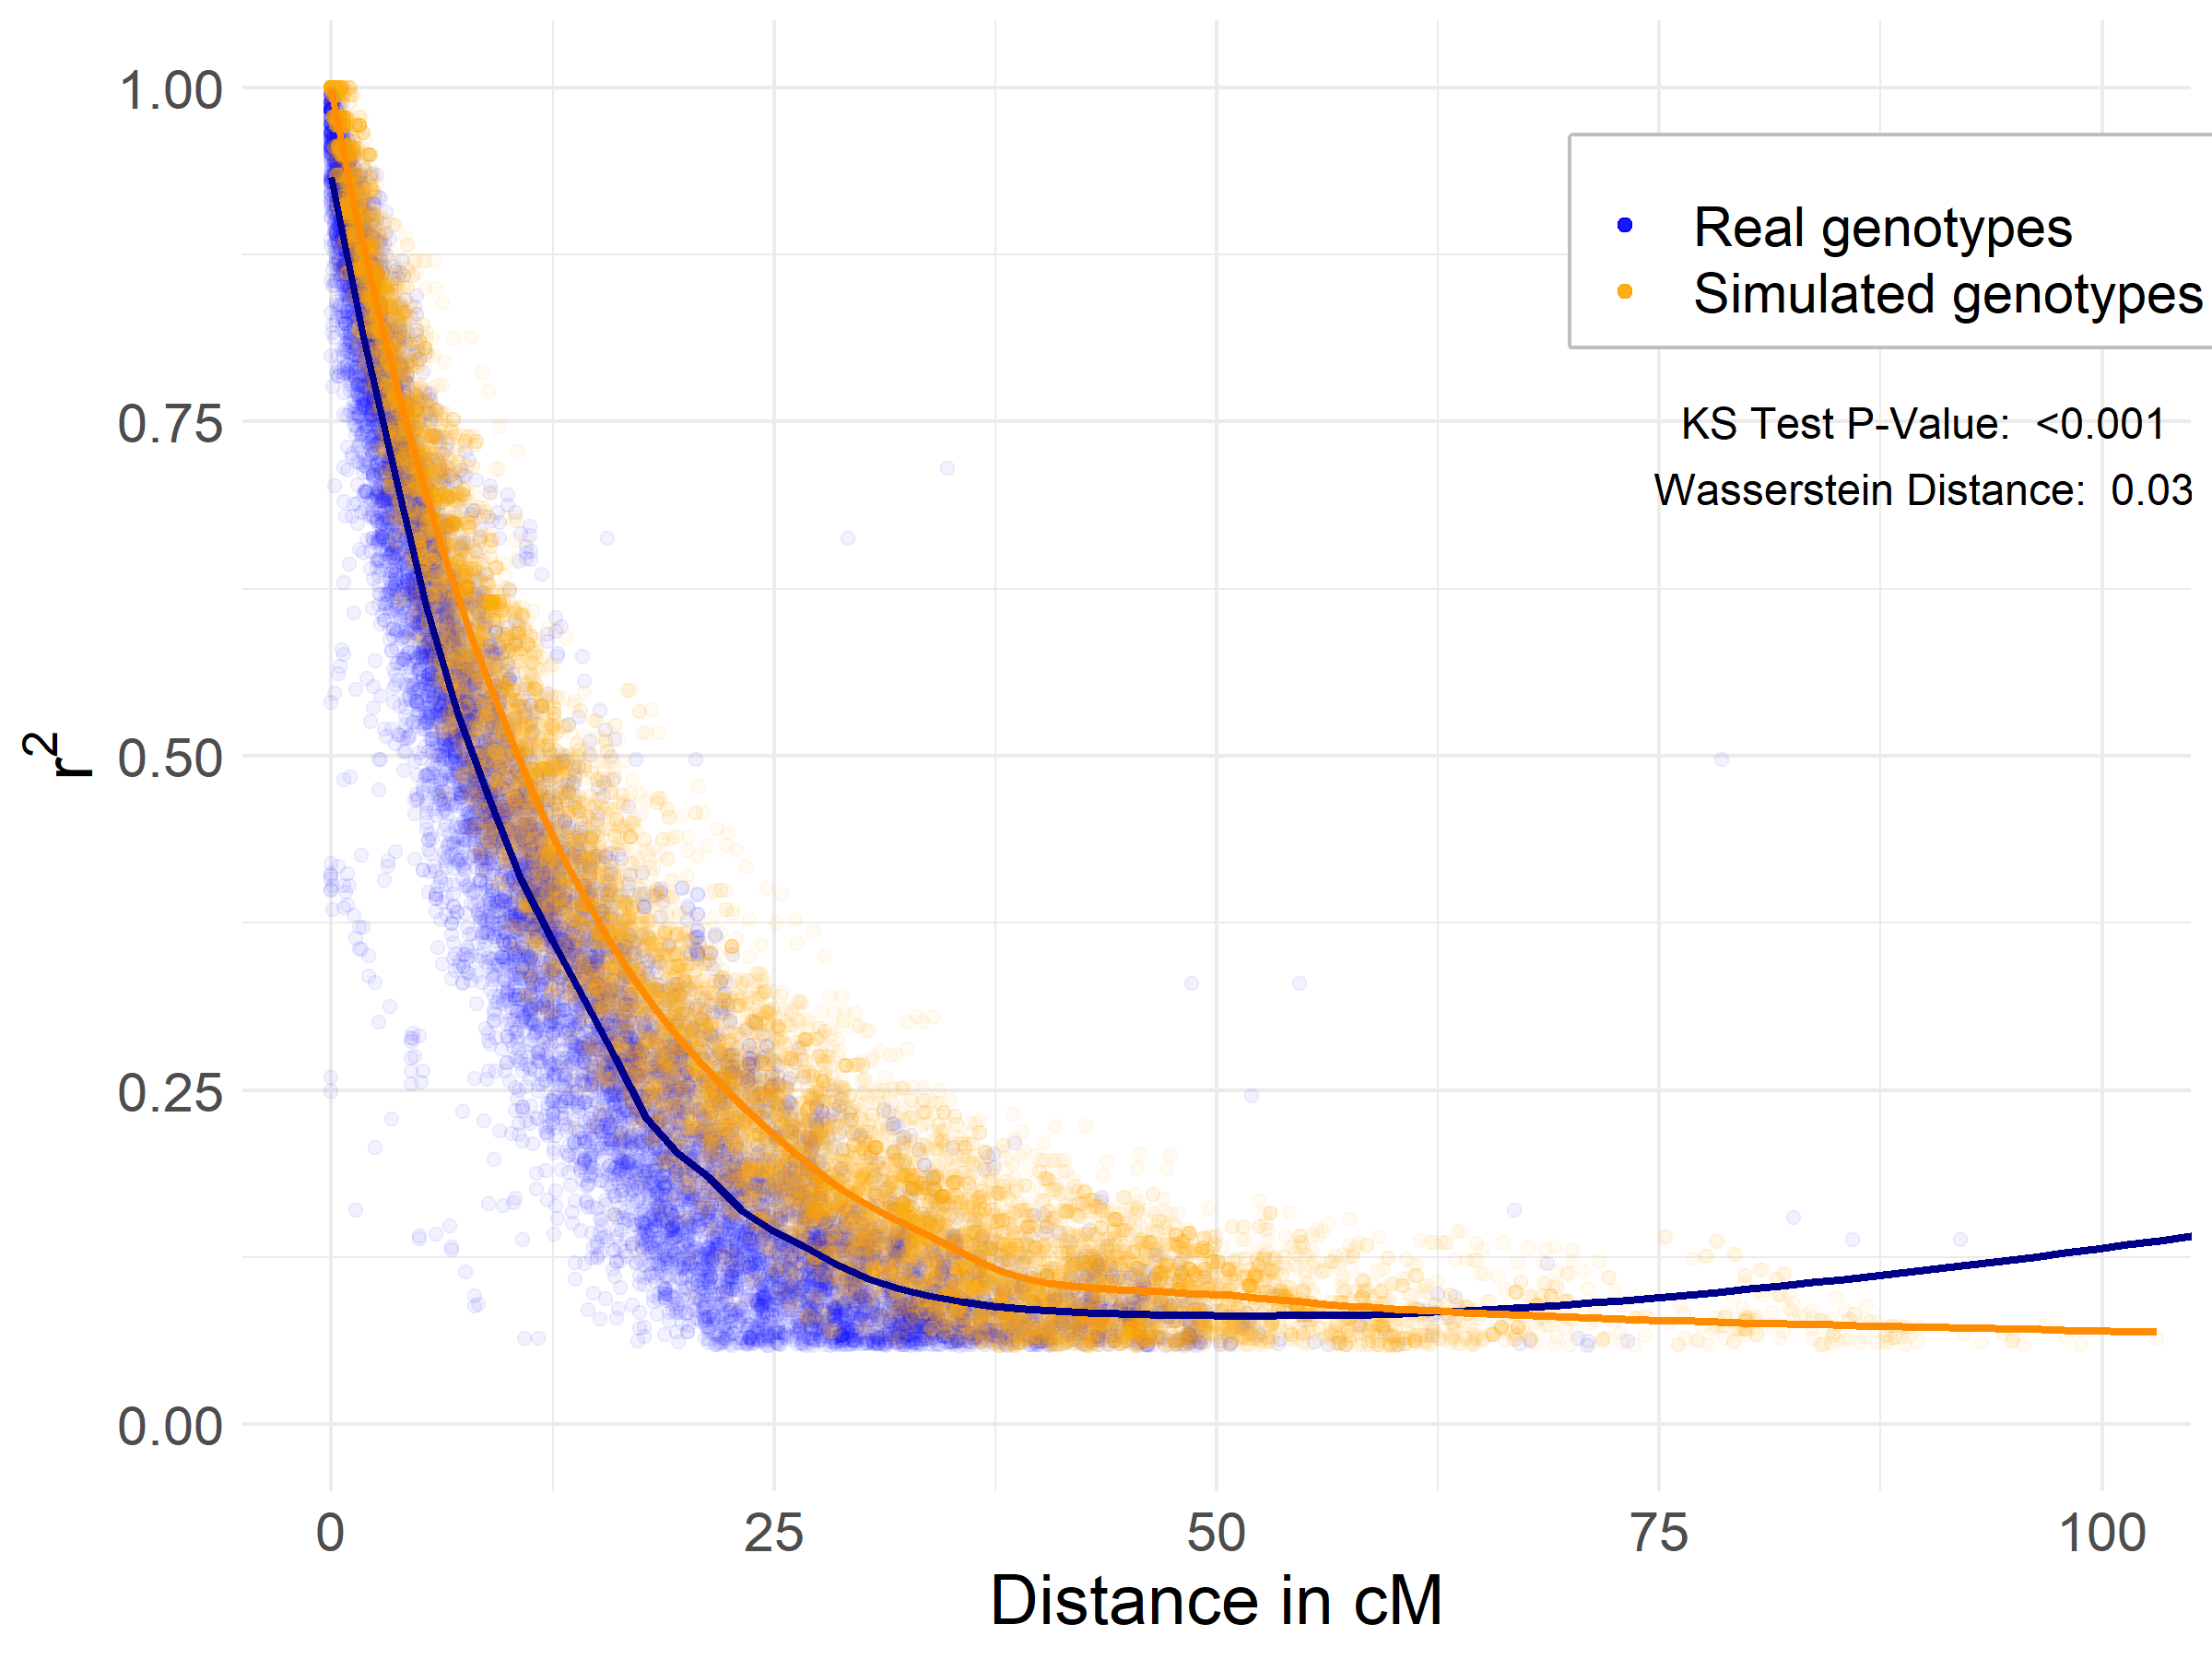 1.00
0.75
0.50
0.25
0.00
r²
Real genotypes
Simulated genotypes
KS Test P-Value: <0.001
Wasserstein Distance: 0.03
0 25 50 75 100
Distance in cM